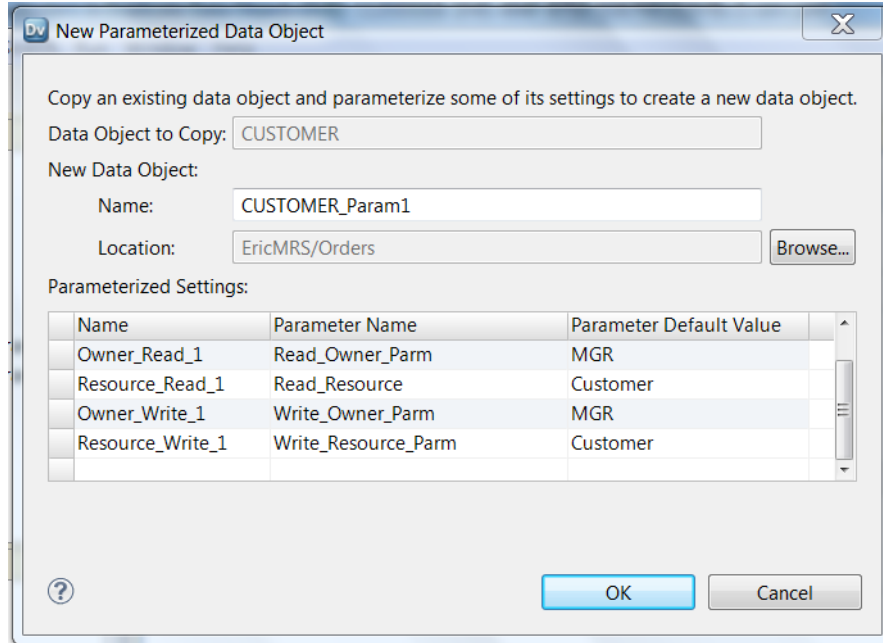 Dv New Parameterized Data Object X
Copy an existing data object and parameterize some of its settings to create a new data object.
Data Object to Copy: CUSTOMER
New Data Object:
Name: CUSTOMER_Param1
Location: EricMRS/Orders Browse...
Parameterized Settings:
Name Parameter Name Parameter Default Value
Owner_Read_1 Read_Owner_Parm MGR
Resource_Read_1 Read_Resource Customer
Owner_Write_1 Write_Owner_Parm MGR
Resource_Write_1 Write_Resource_Parm Customer
? OK Cancel